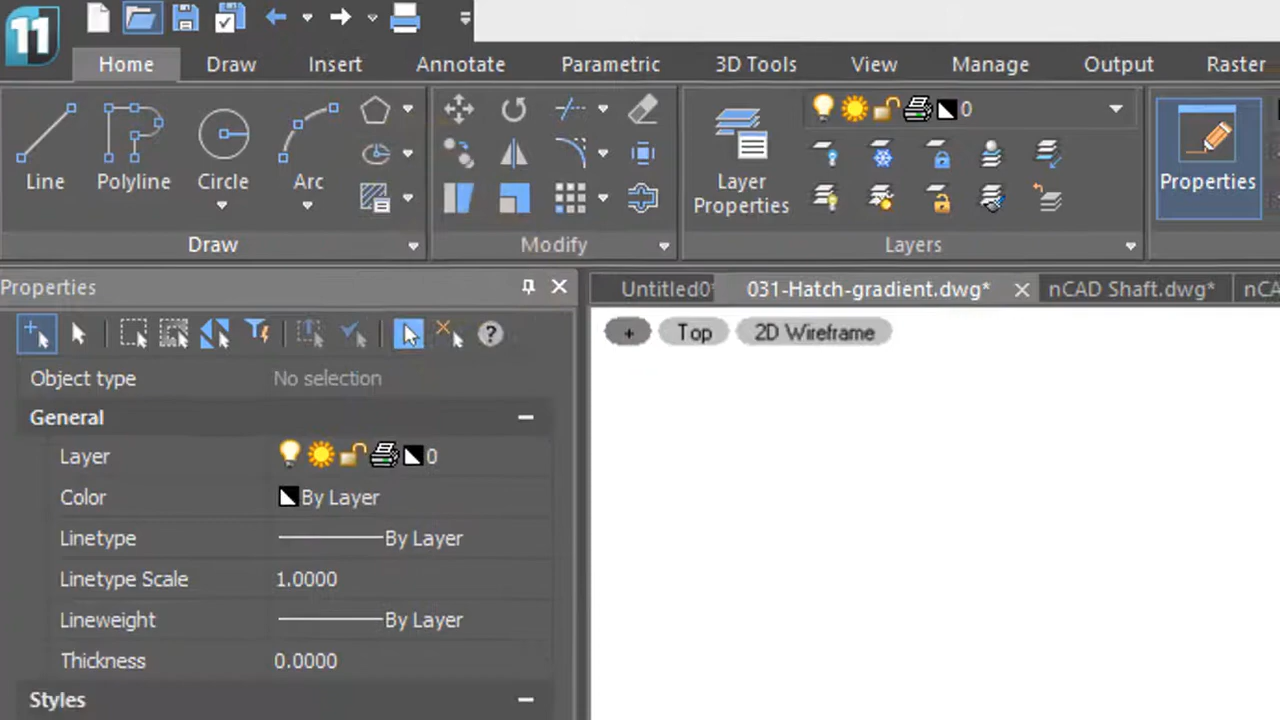 11
Home Draw Insert Annotate Parametric 3D Tools View Manage Output Raster
Line Polyline Circle Arc
Layer Properties
0
Properties
Draw Modify Layers
Properties
Untitled0* 031-Hatch-gradient.dwg* nCAD Shaft.dwg* nCA
+ Top 2D Wireframe
Object type No selection
General
Layer 0
Color By Layer
Linetype By Layer
Linetype Scale 1.0000
Lineweight By Layer
Thickness 0.0000
Styles